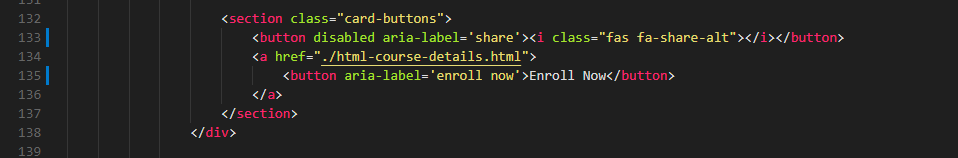 132 <section class="card-buttons">
133 <button disabled aria-label='share'><i class="fas fa-share-alt"></i></button>
134 <a href="./html-course-details.html">
135 <button aria-label='enroll now'>Enroll Now</button>
136 </a>
137 </section>
138 </div>
139